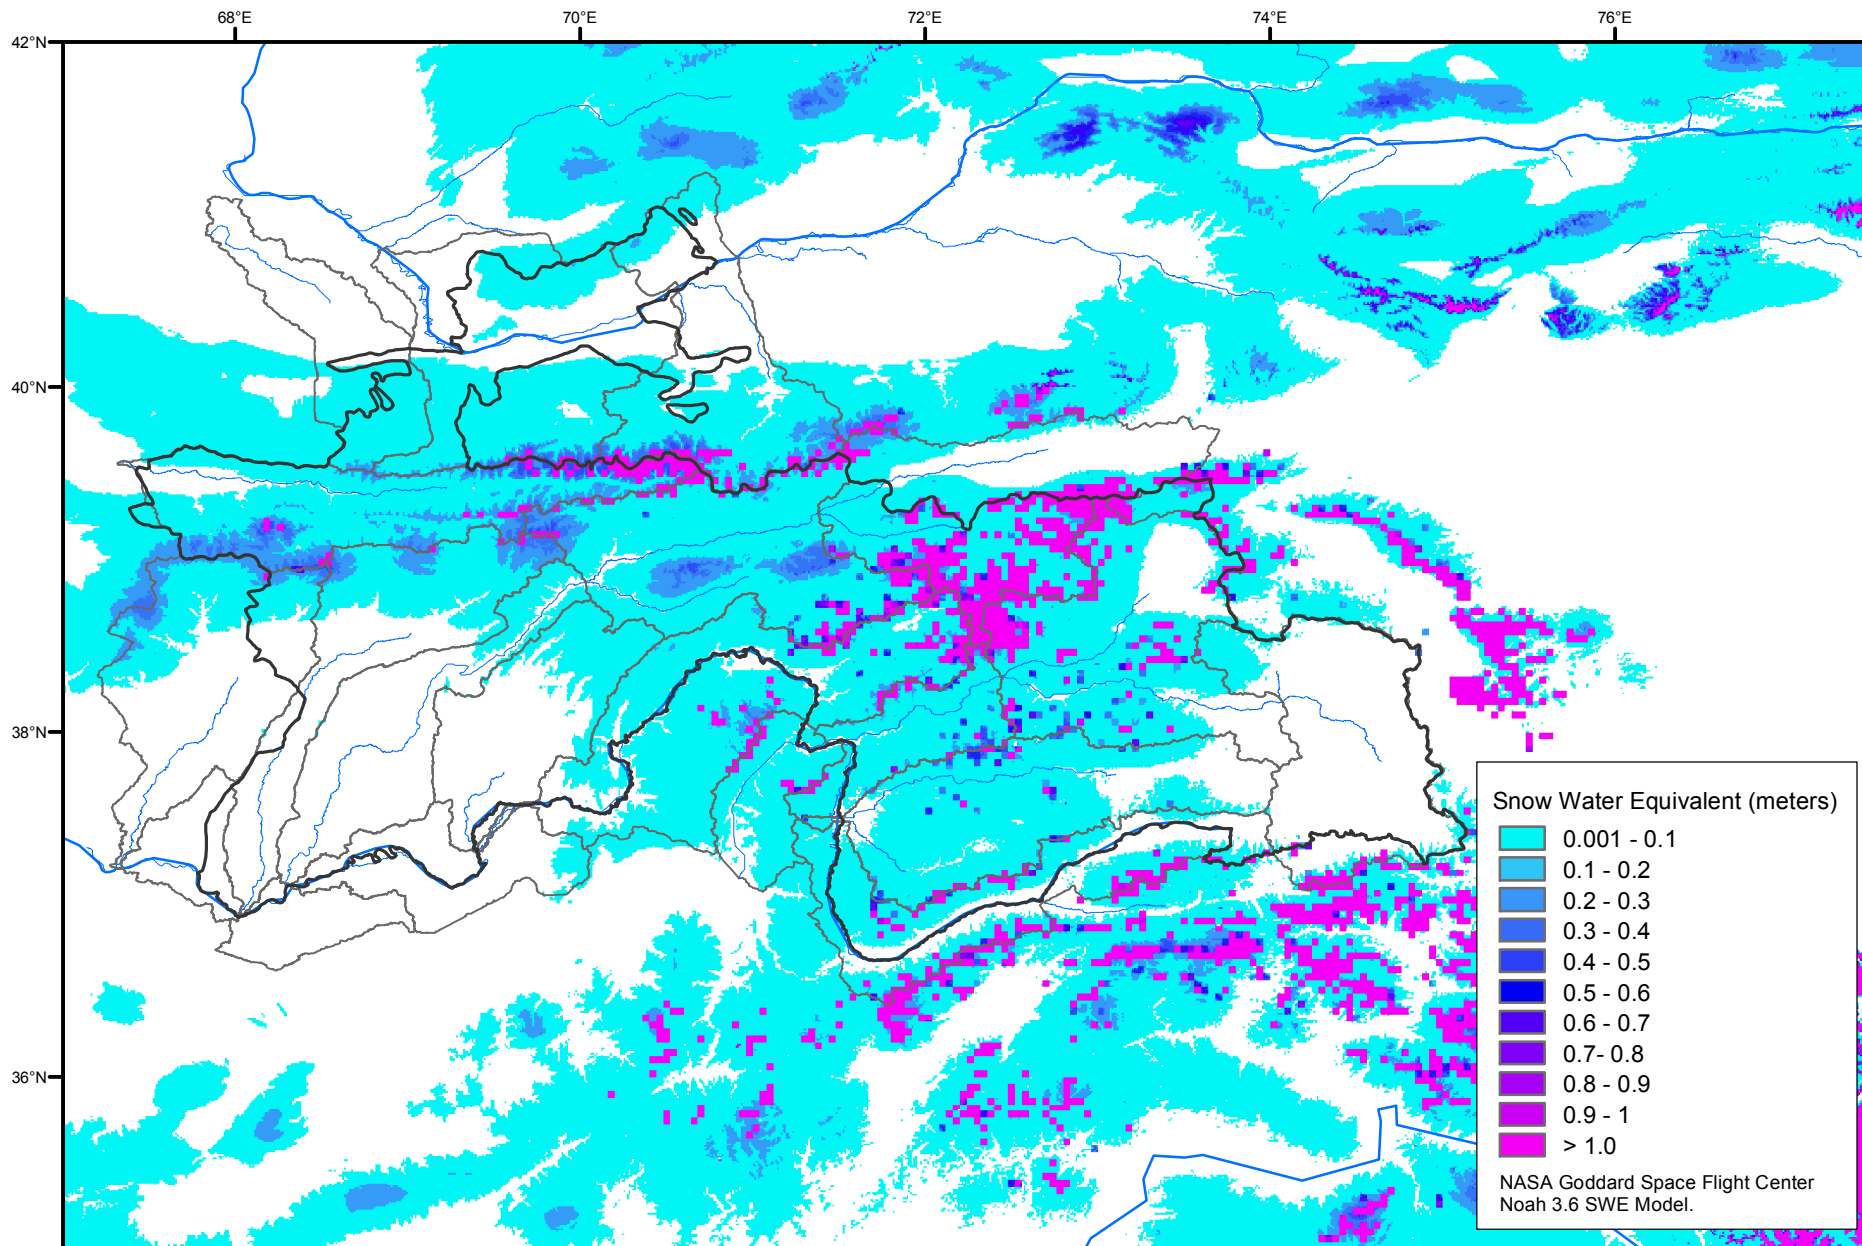 68°E 70°E 72°E 74°E 76°E
42°N
40°N
38°N
36°N
Snow Water Equivalent (meters)
0.001 - 0.1
0.1 - 0.2
0.2 - 0.3
0.3 - 0.4
0.4 - 0.5
0.5 - 0.6
0.6 - 0.7
0.7- 0.8
0.8 - 0.9
0.9 - 1
> 1.0
NASA Goddard Space Flight Center
Noah 3.6 SWE Model.